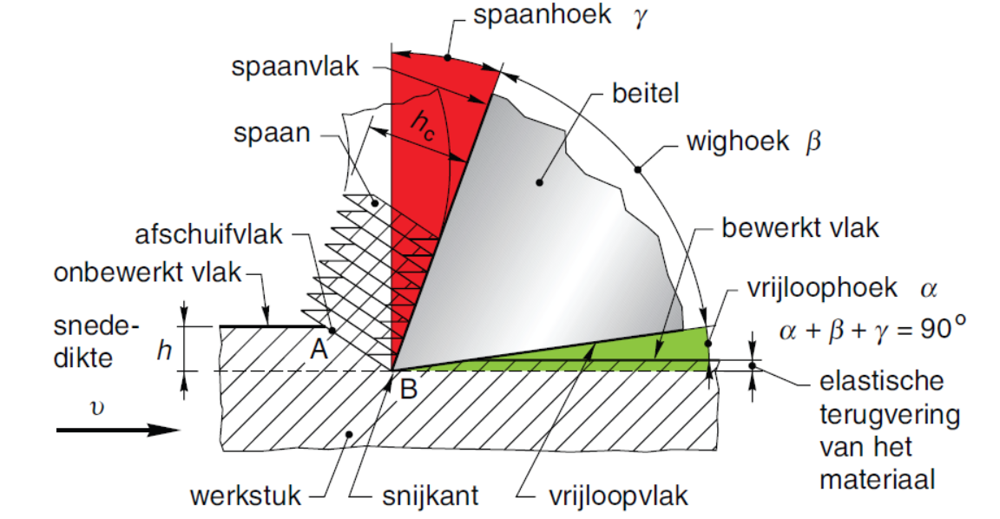 spaanhoek γ
spaanvlak
beitel
h_c
spaan
wighoek β
afschuifvlak
bewerkt vlak
onbewerkt vlak
vrijloophoek α
snede-
dikte
h
A
α + β + γ = 90°
B
elastische
terugvering
van het
materiaal
υ
werkstuk
snijkant
vrijloopvlak